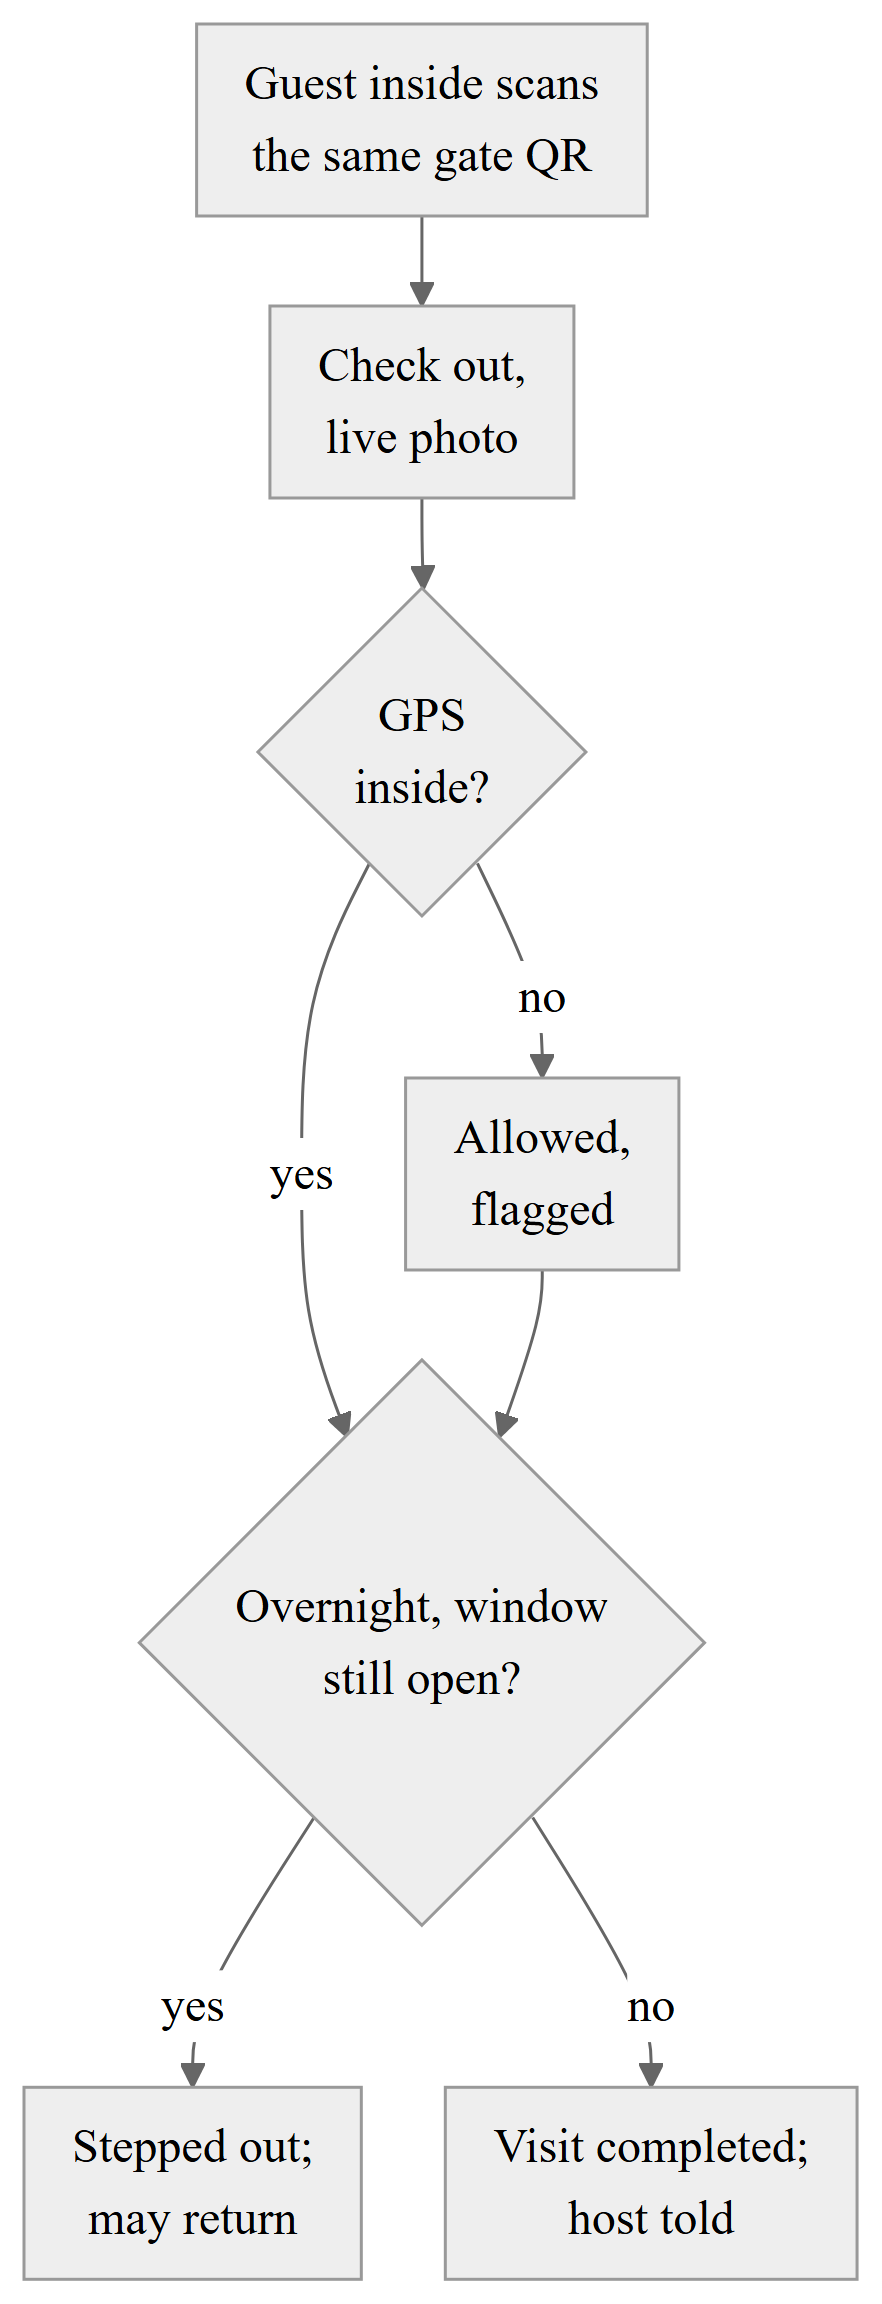 Guest inside scans
the same gate QR
Check out,
live photo
GPS
inside?
no
Allowed,
flagged
yes
Overnight, window
still open?
yes
no
Stepped out;
may return
Visit completed;
host told